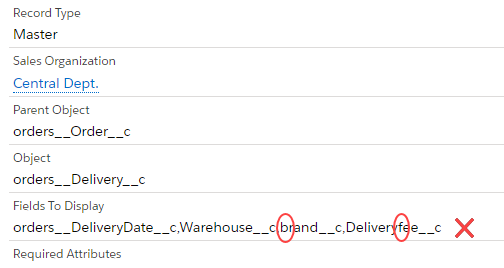 Record Type
Master
Sales Organization
Central Dept.
Parent Object
orders__Order__c
Object
orders__Delivery__c
Fields To Display
orders__DeliveryDate__c,Warehouse__c,brand__c,Deliveryfee__c
Required Attributes